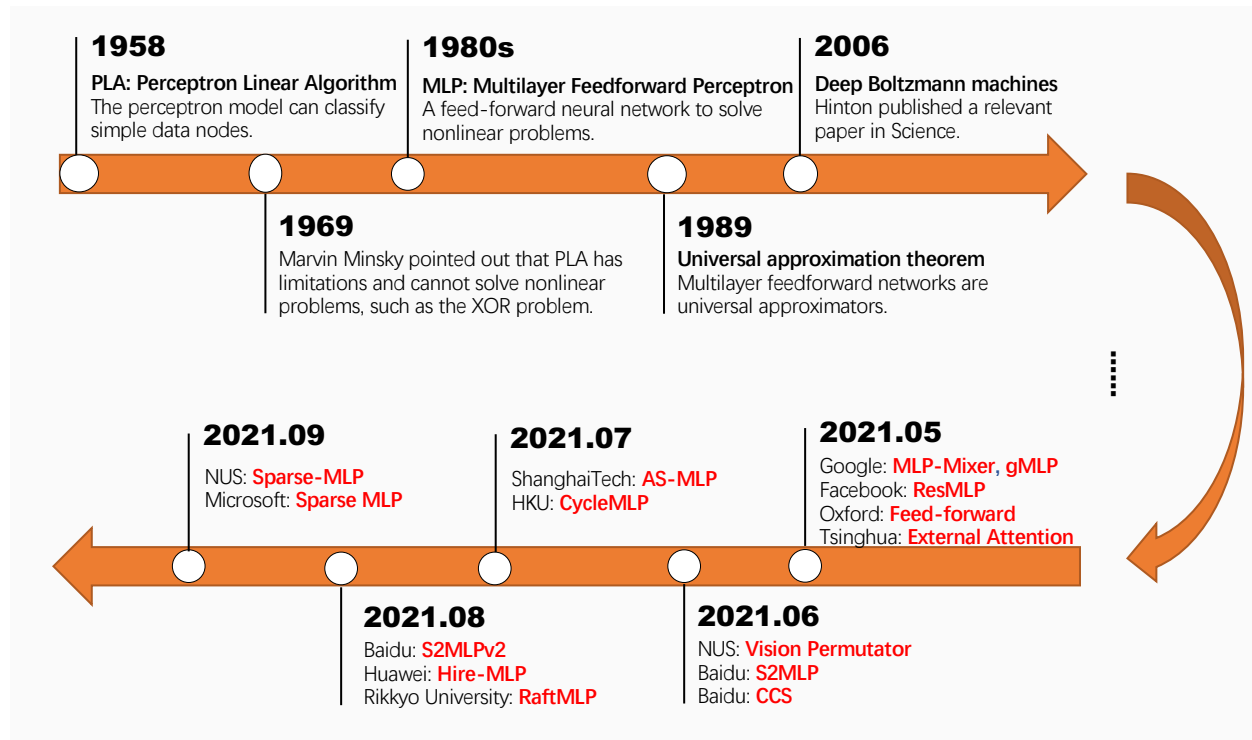 1958
PLA: Perceptron Linear Algorithm
The perceptron model can classify
simple data nodes.
1980s
MLP: Multilayer Feedforward Perceptron
A feed-forward neural network to solve
nonlinear problems.
2006
Deep Boltzmann machines
Hinton published a relevant
paper in Science.
1969
Marvin Minsky pointed out that PLA has
limitations and cannot solve nonlinear
problems, such as the XOR problem.
1989
Universal approximation theorem
Multilayer feedforward networks are
universal approximators.
2021.05
Google: MLP-Mixer, gMLP
Facebook: ResMLP
Oxford: Feed-forward
Tsinghua: External Attention
2021.06
NUS: Vision Permutator
Baidu: S2MLP
Baidu: CCS
2021.07
ShanghaiTech: AS-MLP
HKU: CycleMLP
2021.08
Baidu: S2MLPv2
Huawei: Hire-MLP
Rikkyo University: RaftMLP
2021.09
NUS: Sparse-MLP
Microsoft: Sparse MLP